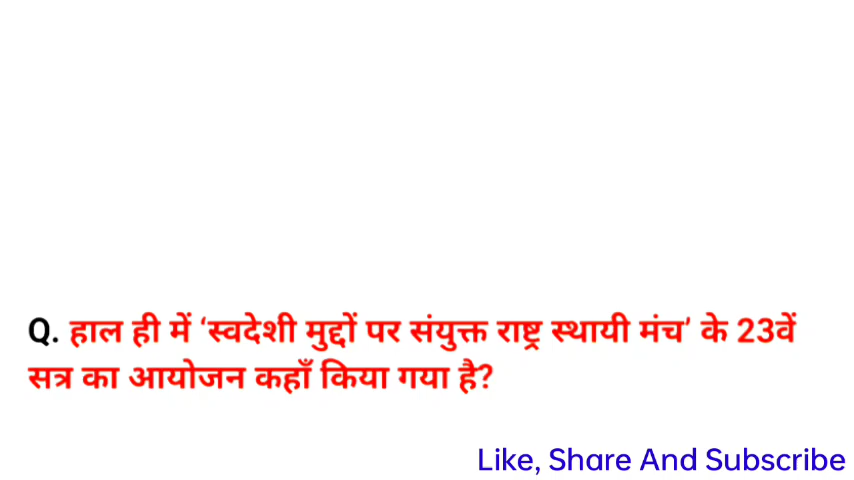 Q. हाल ही में ‘स्वदेशी मुद्दों पर संयुक्त राष्ट्र स्थायी मंच’ के 23वें
सत्र का आयोजन कहाँ किया गया है?
Like, Share And Subscribe